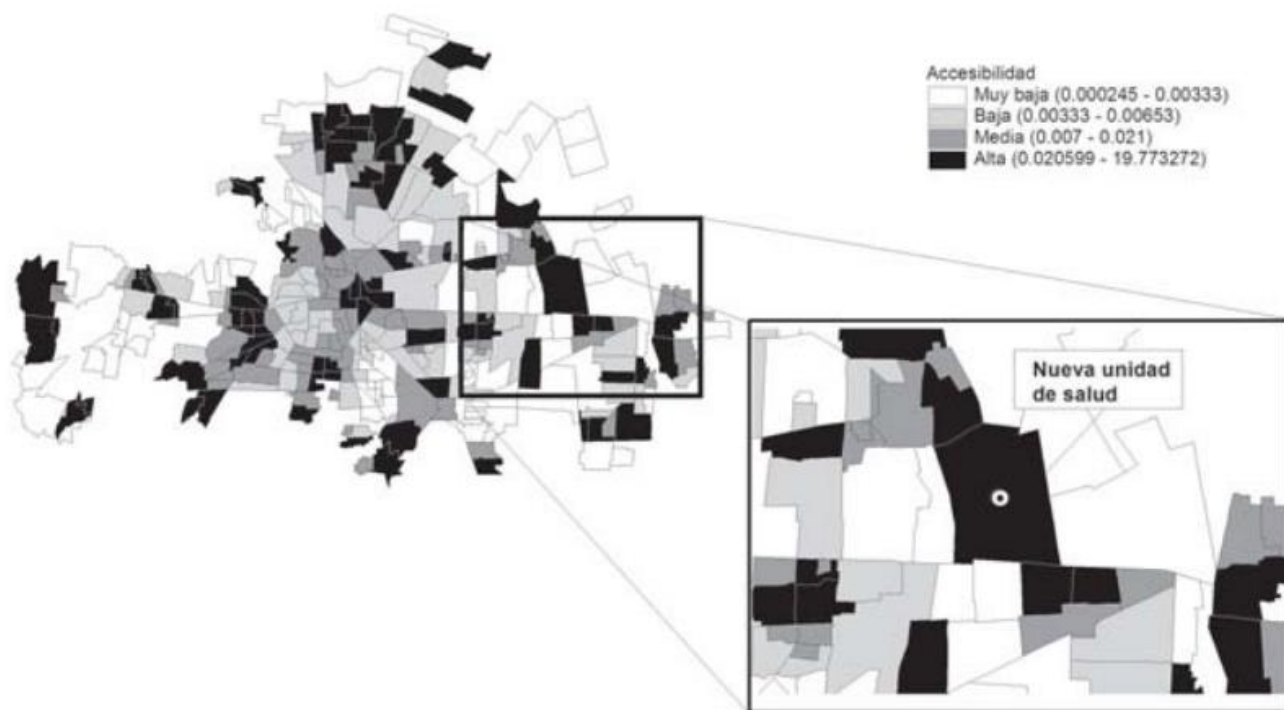 Accesibilidad
Muy baja (0.000245 - 0.00333)
Baja (0.00333 - 0.00653)
Media (0.007 - 0.021)
Alta (0.020599 - 19.773272)
Nueva unidad
de salud